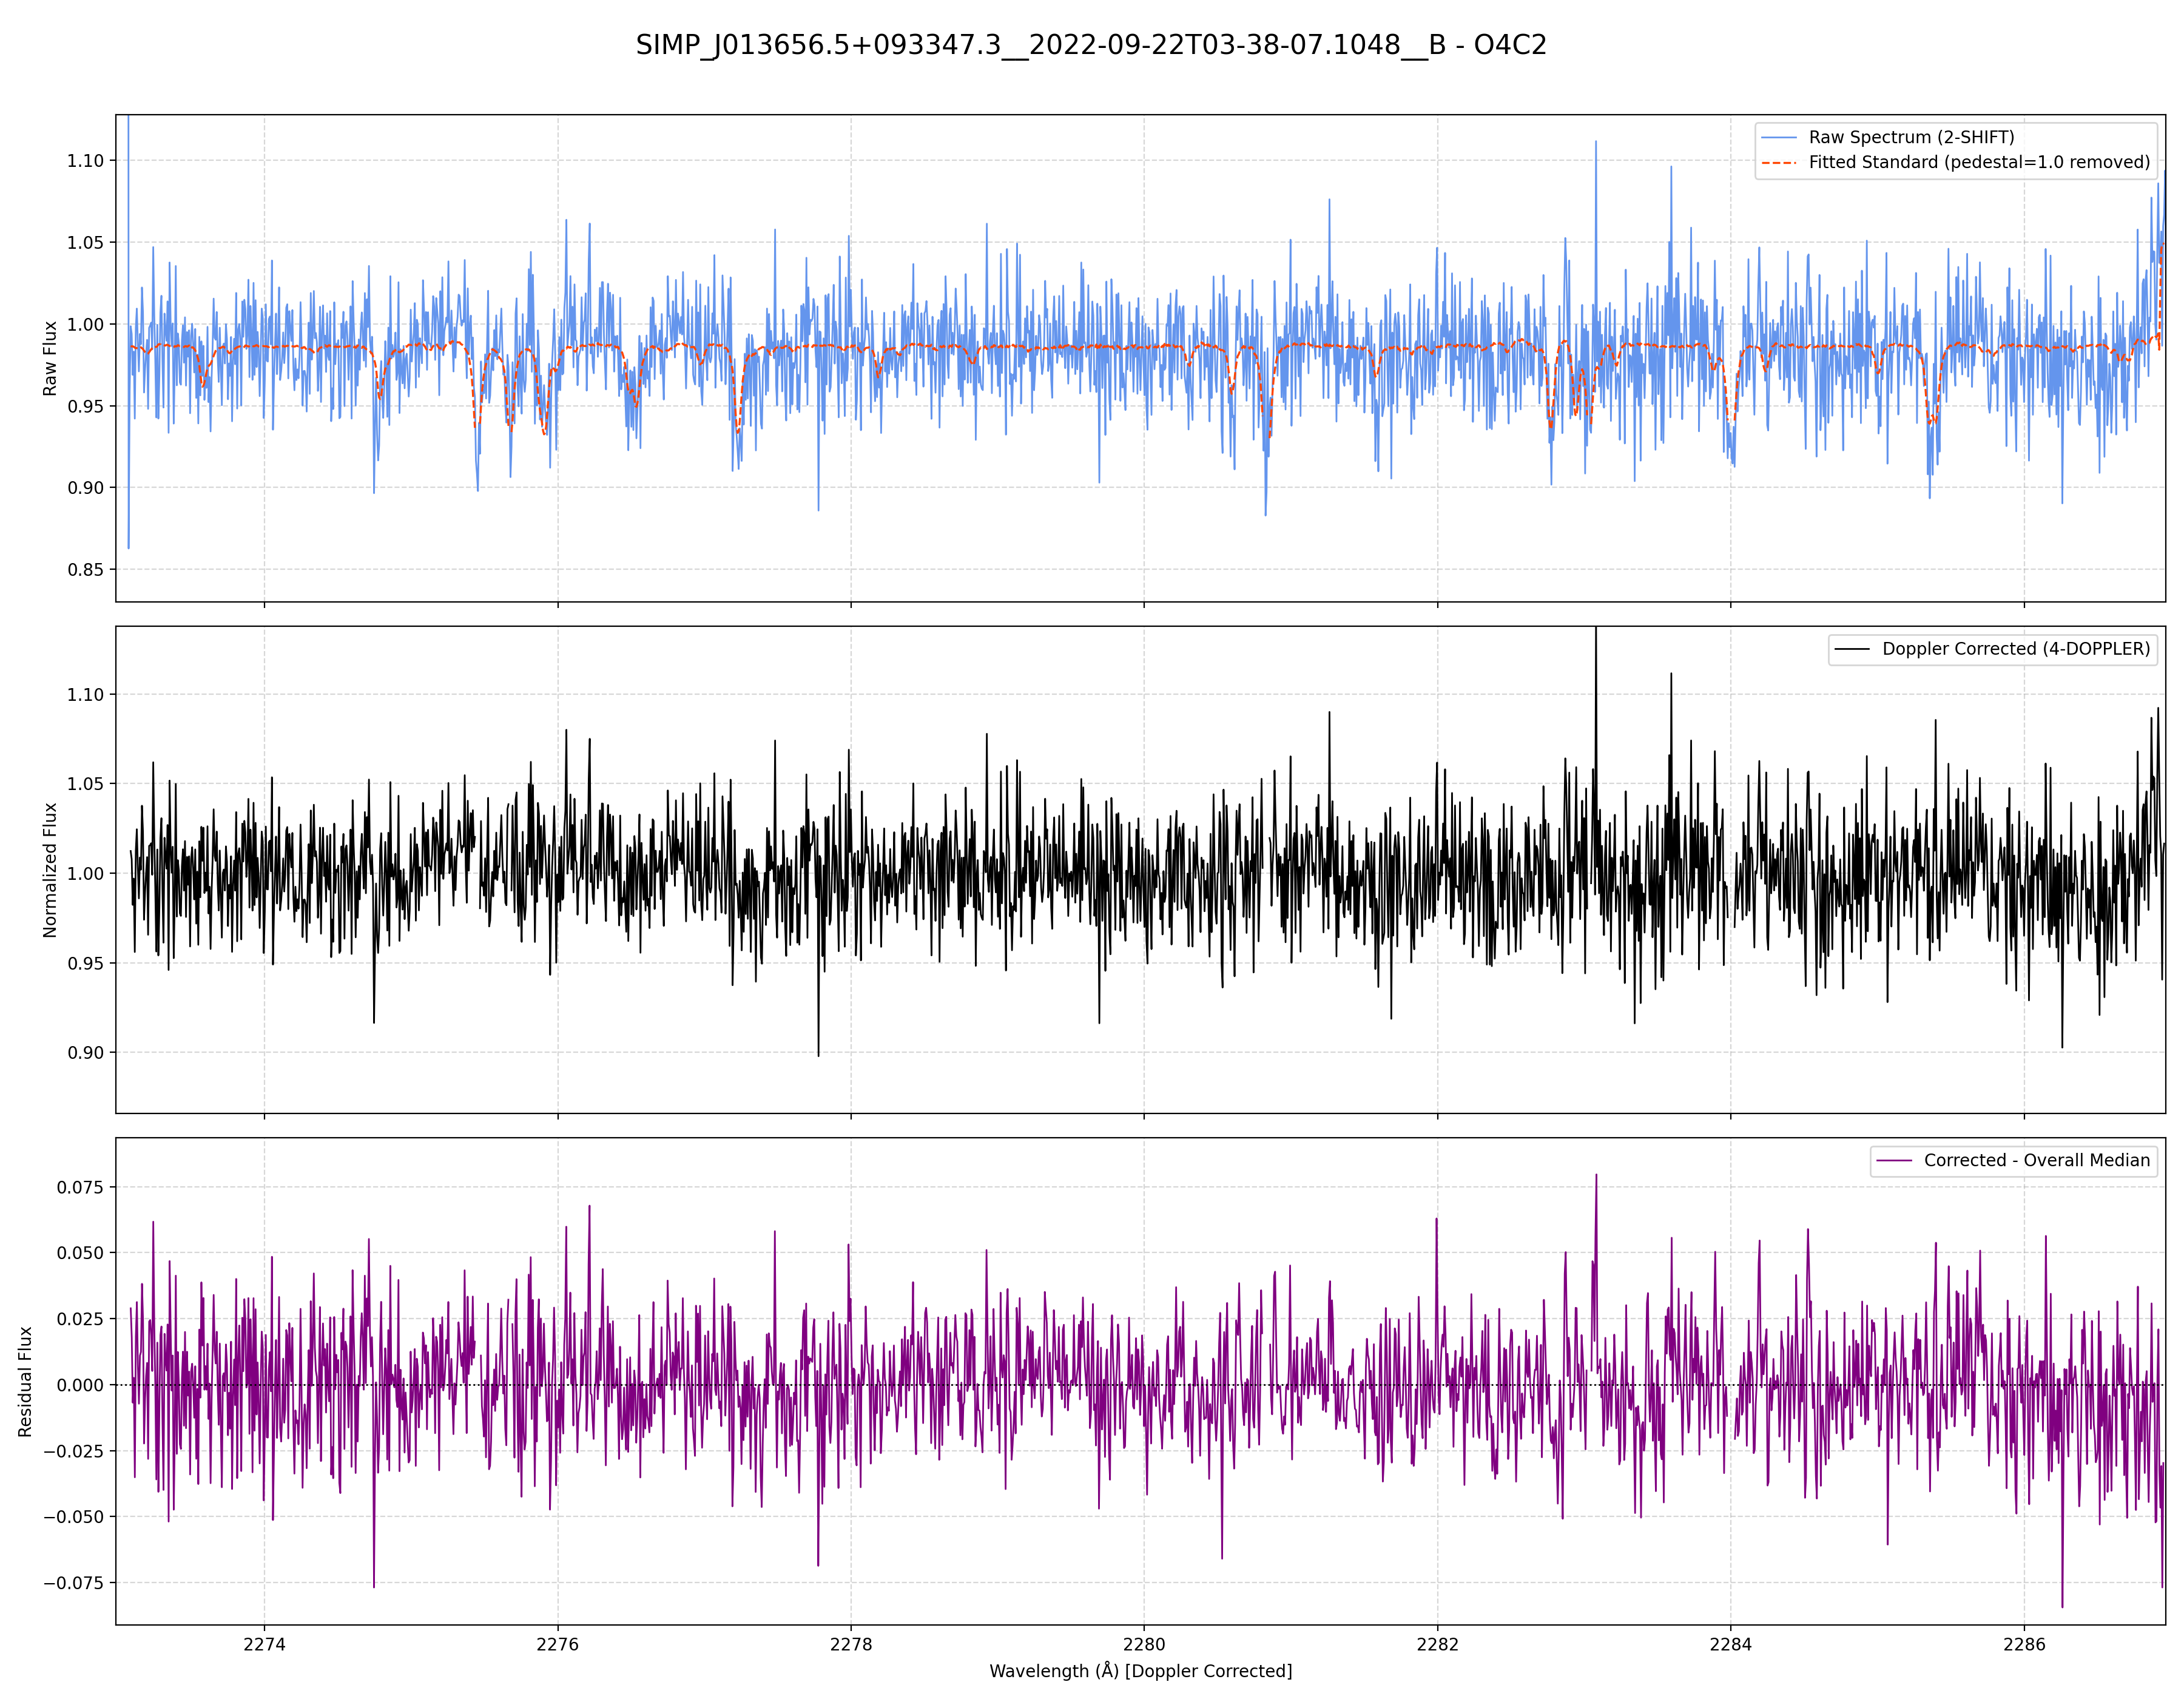 SIMP_J013656.5+093347.3__2022-09-22T03-38-07.1048__B - O4C2
Raw Spectrum (2-SHIFT)
Fitted Standard (pedestal=1.0 removed)
1.10
1.05
1.00
0.95
0.90
0.85
Raw Flux
Doppler Corrected (4-DOPPLER)
1.10
1.05
1.00
0.95
0.90
Normalized Flux
Corrected - Overall Median
0.075
0.050
0.025
0.000
−0.025
−0.050
−0.075
Residual Flux
2274
2276
2278
2280
2282
2284
2286
Wavelength (Å) [Doppler Corrected]